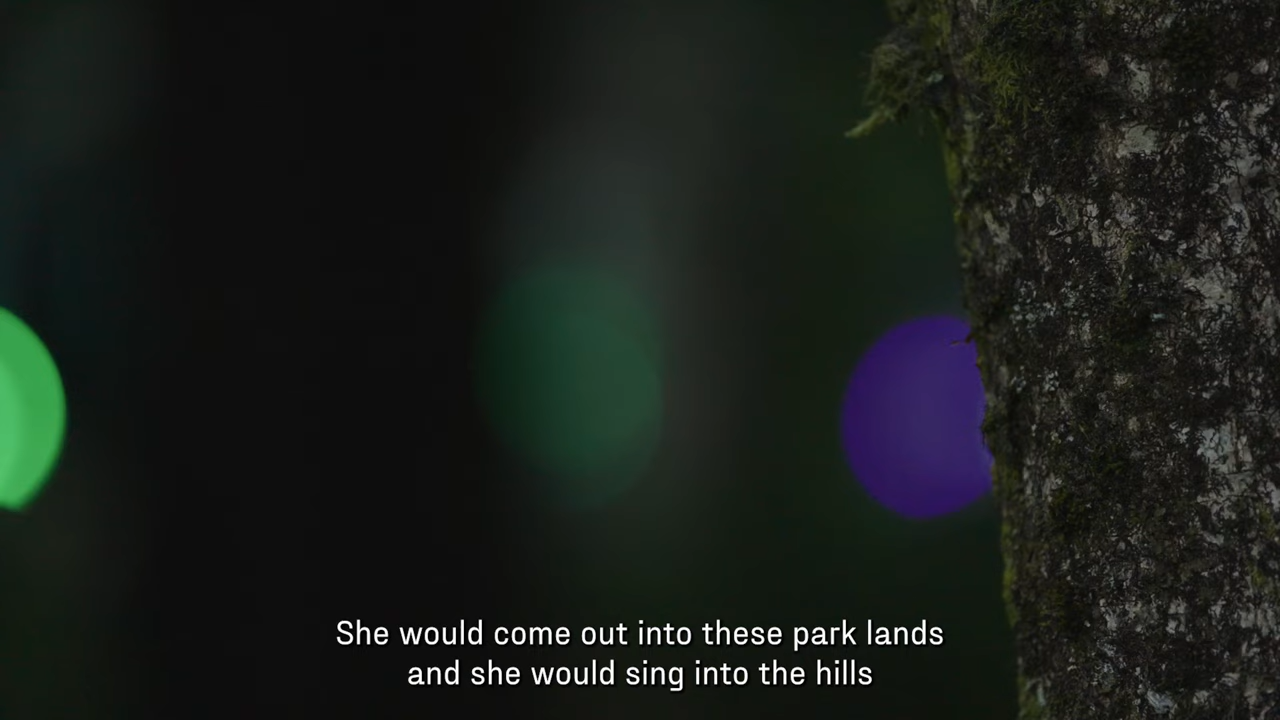 She would come out into these park lands
and she would sing into the hills